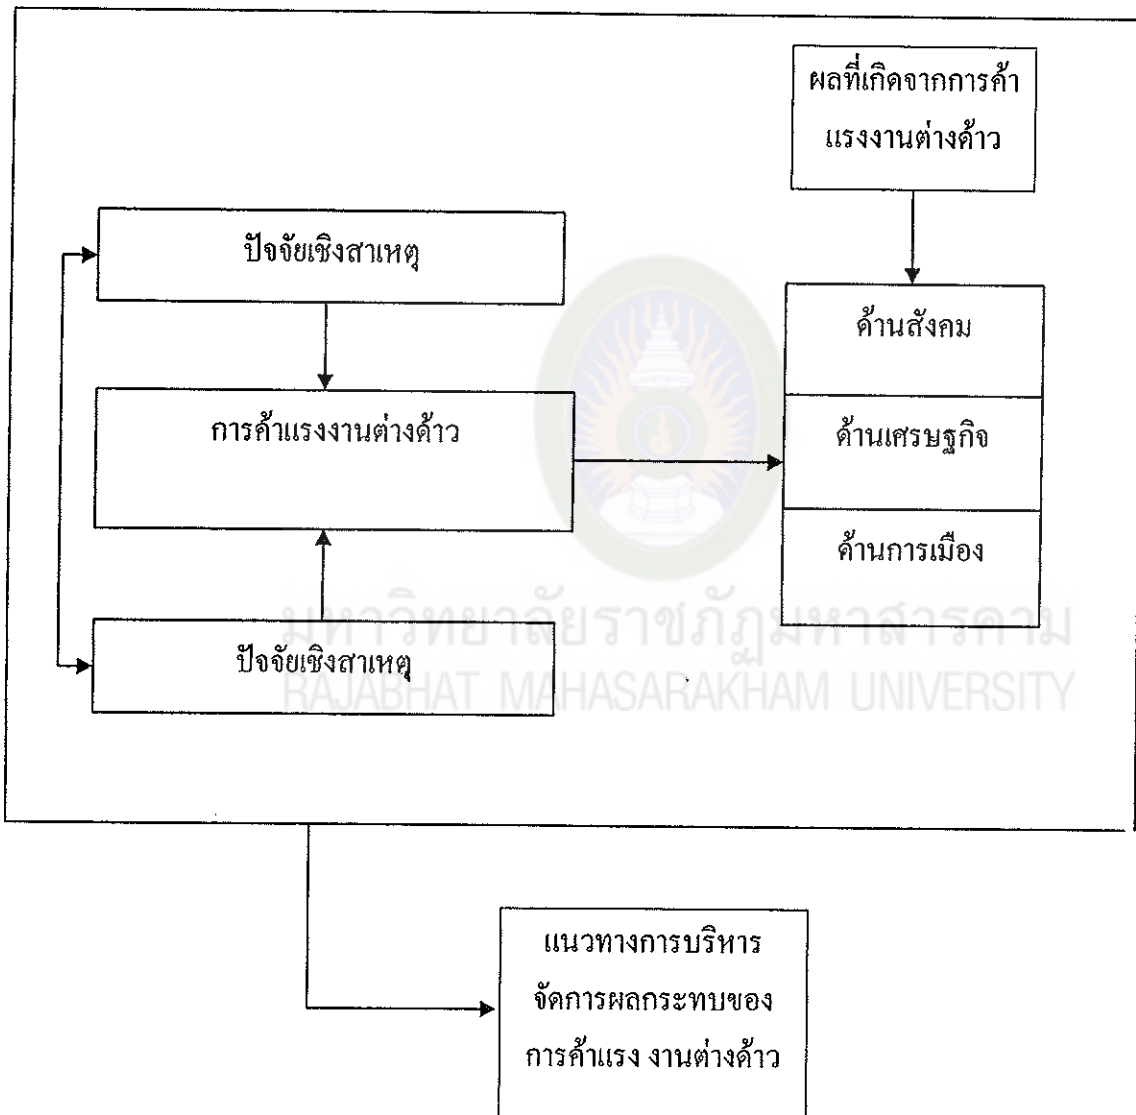 ผลที่เกิดจากการค้า
แรงงานต่างด้าว
ปัจจัยเชิงสาเหตุ
ด้านสังคม
การค้าแรงงานต่างด้าว
ด้านเศรษฐกิจ
ด้านการเมือง
มหาวิทยาลัยราชภัฏมหาสารคาม
ปัจจัยเชิงสาเหตุ
RAJABHAT MAHASARAKHAM UNIVERSITY
แนวทางการบริหาร
จัดการผลกระทบของ
การค้าแรง งานต่างด้าว